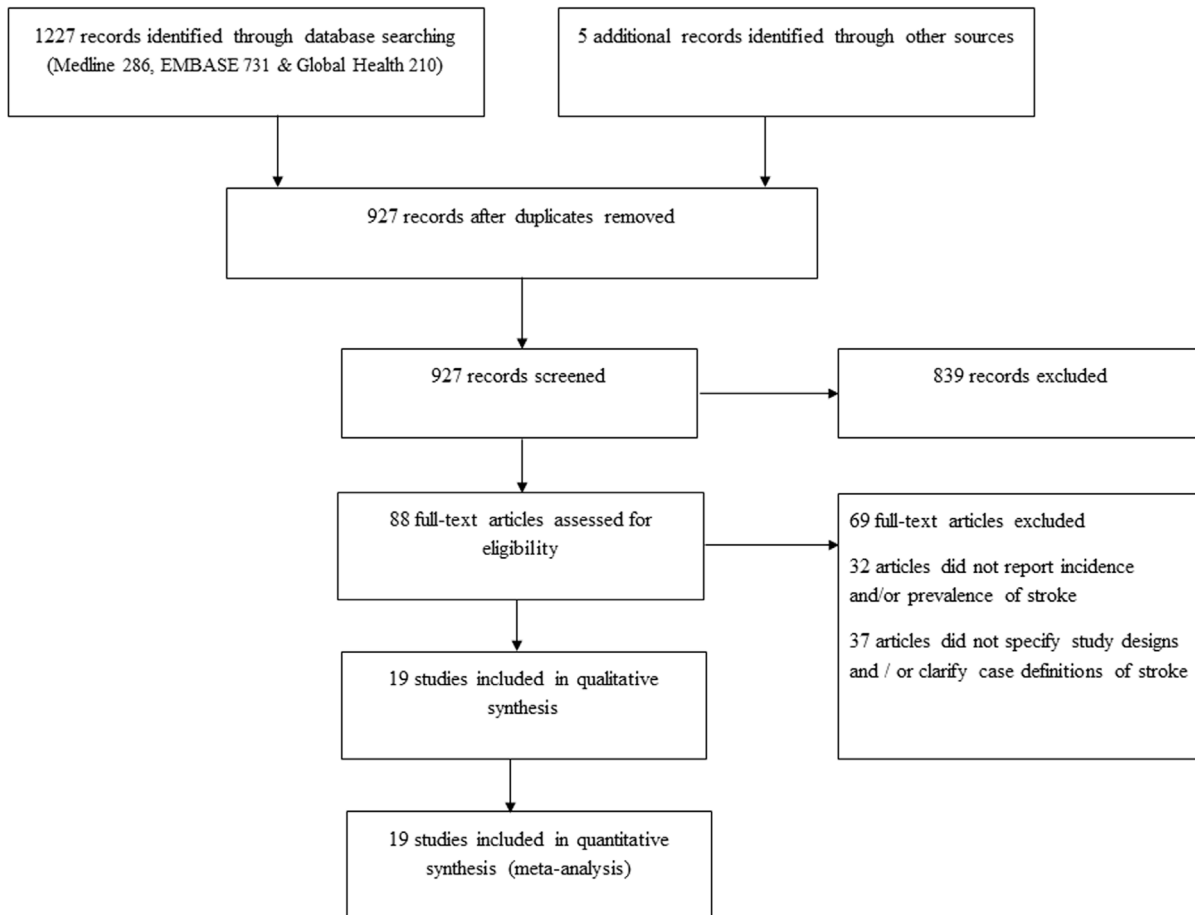 1227 records identified through database searching
(Medline 286, EMBASE 731 & Global Health 210)
5 additional records identified through other sources
927 records after duplicates removed
927 records screened
839 records excluded
88 full-text articles assessed for
eligibility
69 full-text articles excluded
32 articles did not report incidence
and/or prevalence of stroke
37 articles did not specify study designs
and / or clarify case definitions of stroke
19 studies included in qualitative
synthesis
19 studies included in quantitative
synthesis (meta-analysis)